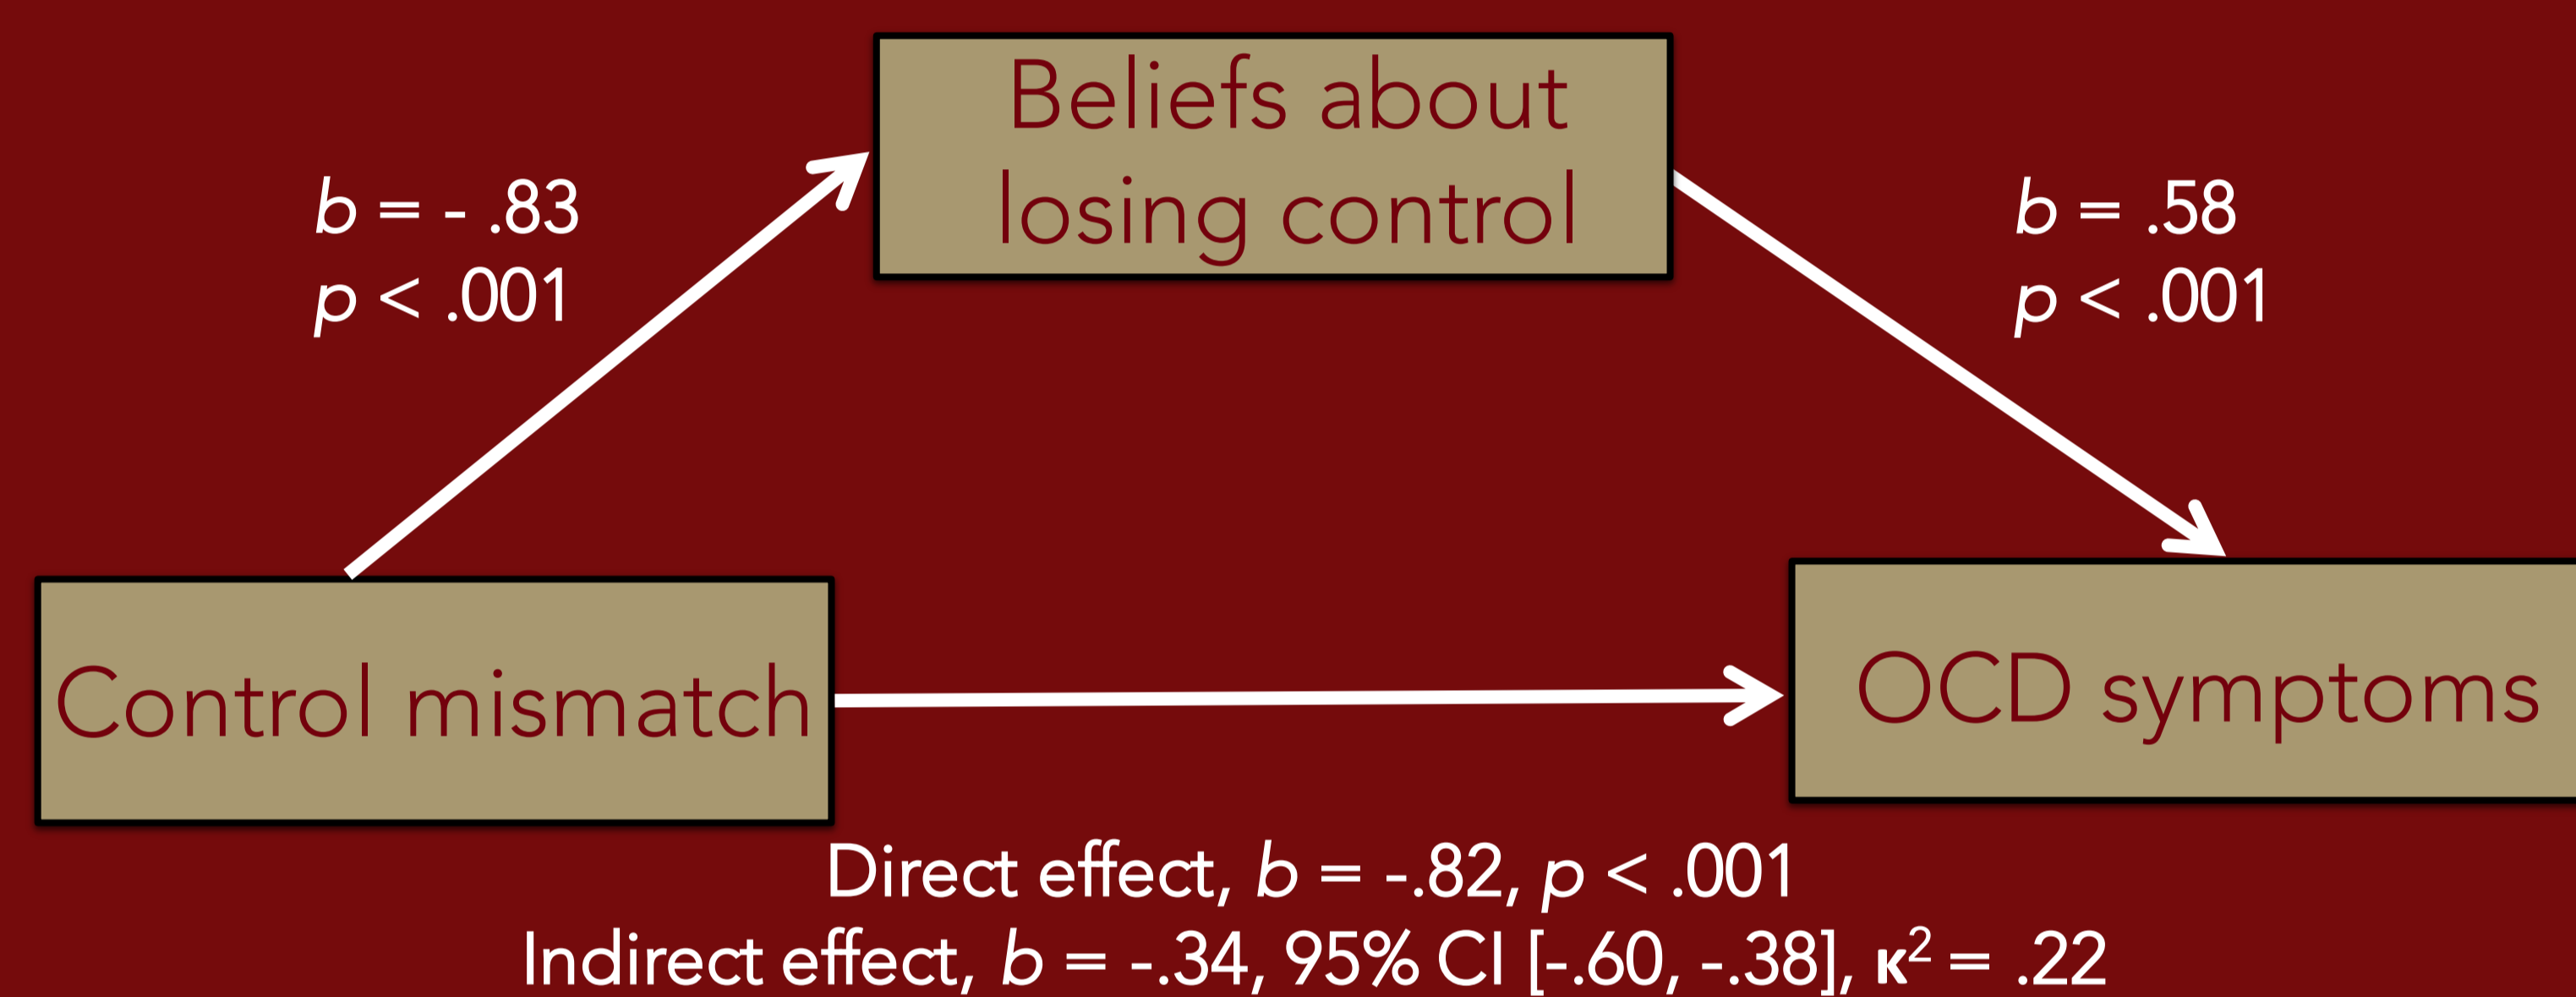 Beliefs about
losing control
b = - .83
p < .001
b = .58
p < .001
Control mismatch
OCD symptoms
Direct effect, b = -.82, p < .001
Indirect effect, b = -.34, 95% CI [-.60, -.38], κ² = .22